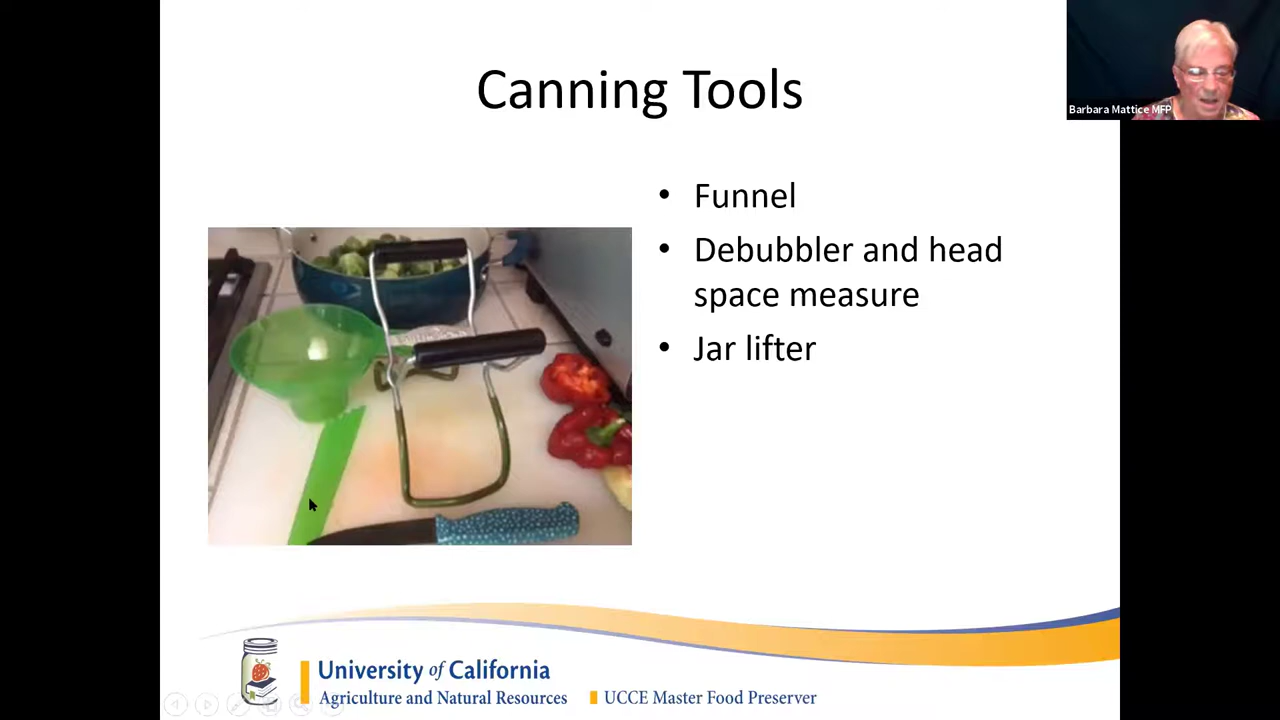 Canning Tools
Barbara Mattice MFP
• Funnel
• Debubbler and head
space measure
• Jar lifter
University of California
Agriculture and Natural Resources
UCCE Master Food Preserver